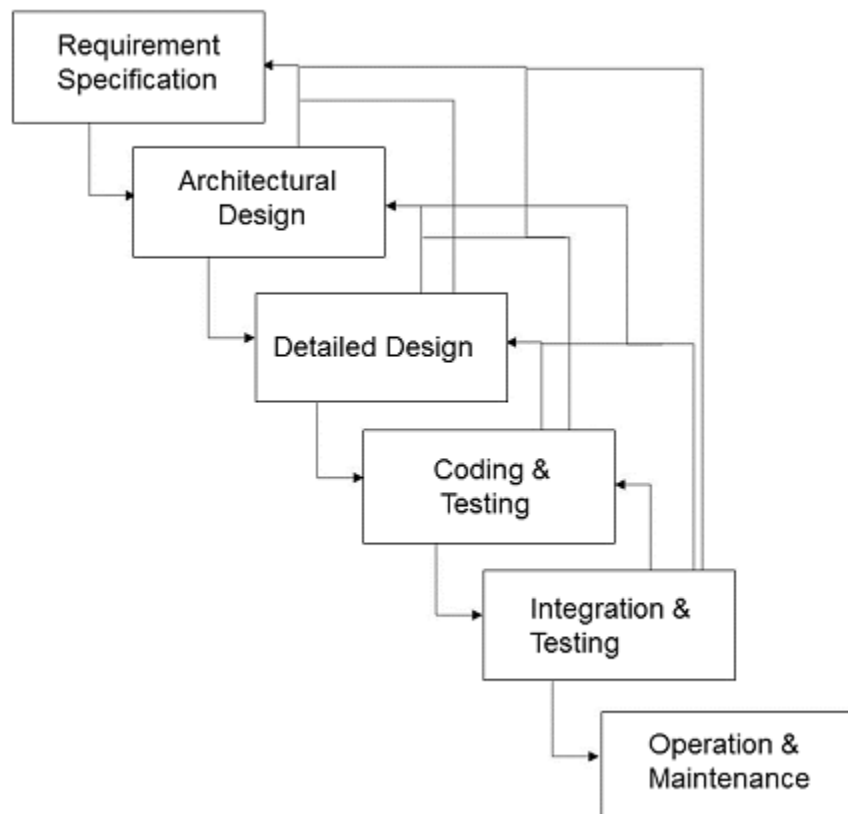 Requirement
Specification
Architectural
Design
Detailed Design
Coding &
Testing
Integration &
Testing
Operation &
Maintenance